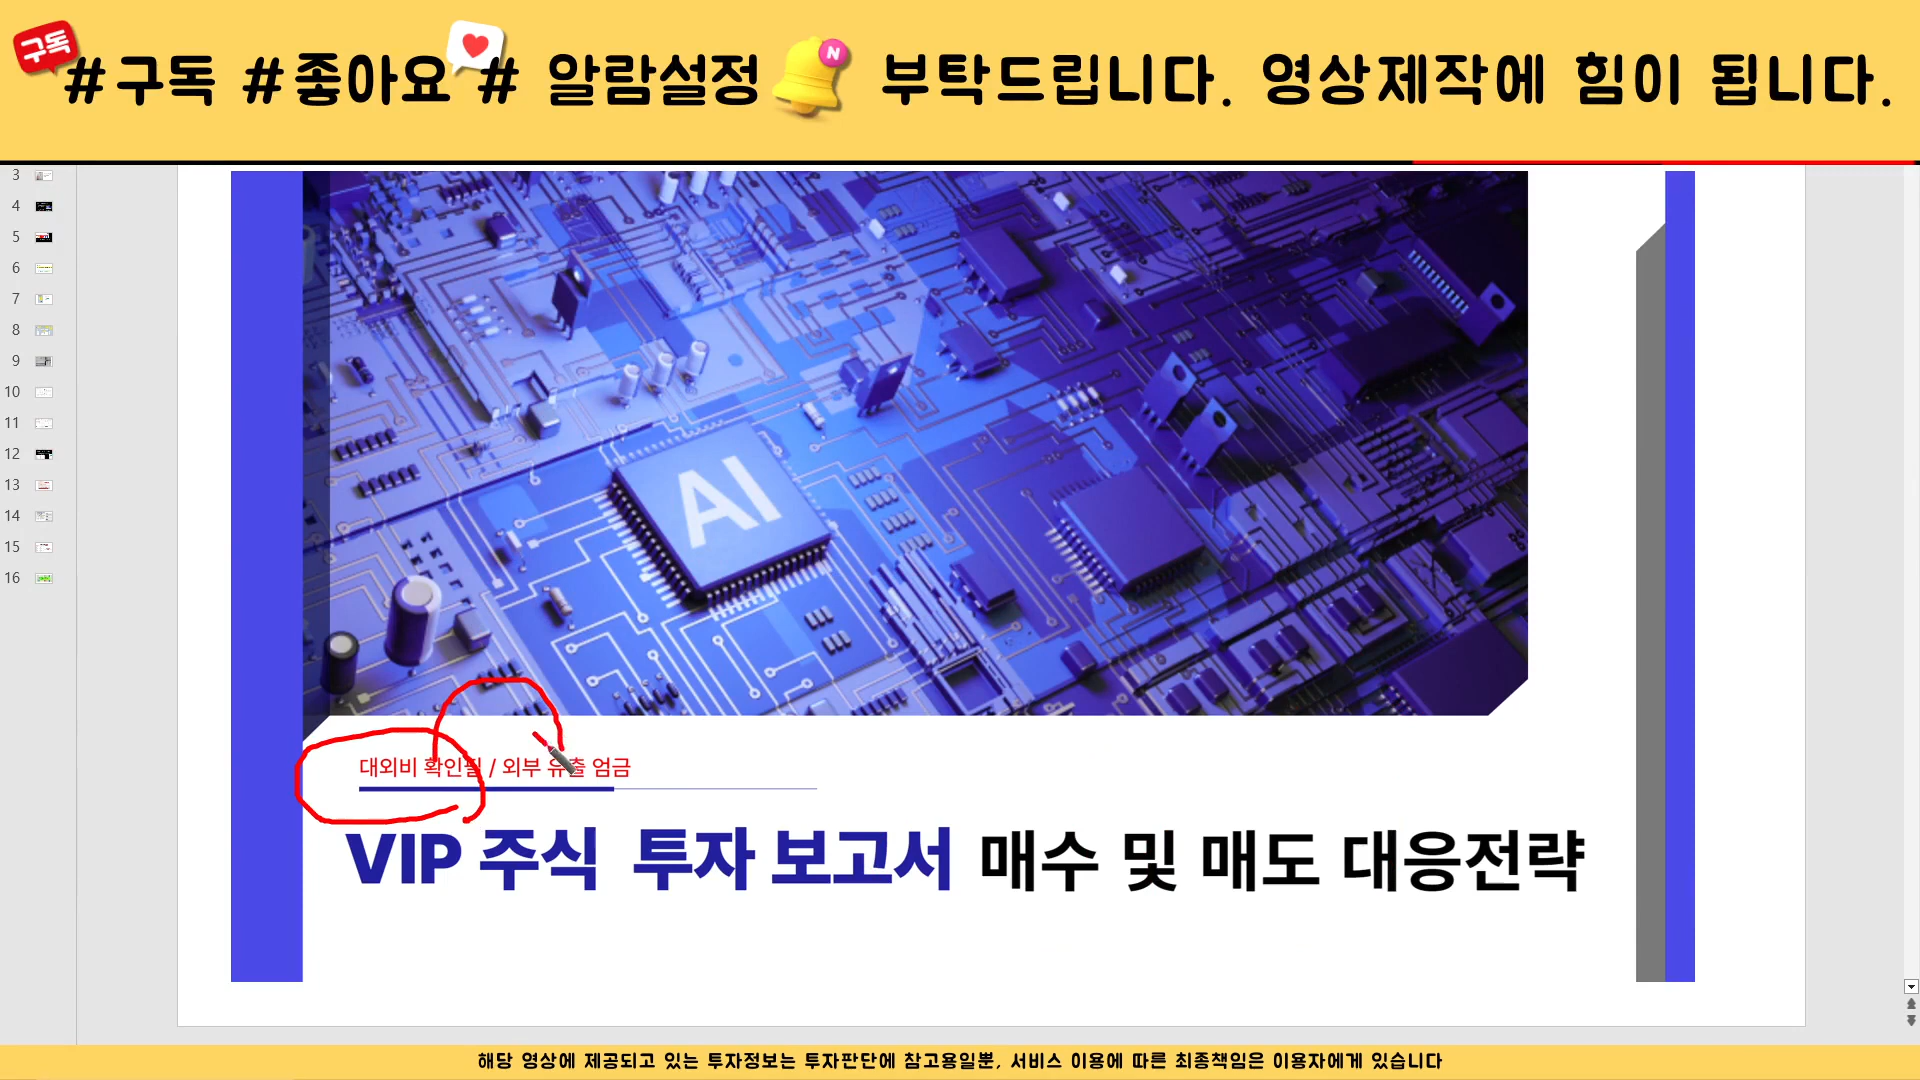 구독
#구독 #좋아요 # 알람설정 N 부탁드립니다. 영상제작에 힘이 됩니다.
3
4
5
6
7
8
9
10
11
12
13
14
15
16
AI
대외비 확인필 / 외부 유출 엄금
VIP 주식 투자 보고서 매수 및 매도 대응전략
해당 영상에 제공되고 있는 투자정보는 투자판단에 참고용일뿐, 서비스 이용에 따른 최종책임은 이용자에게 있습니다